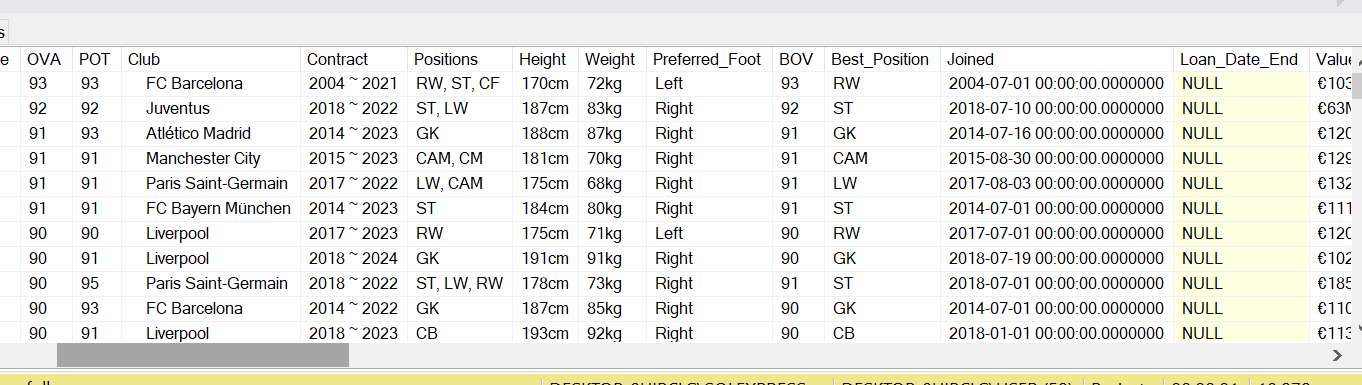 s
e OVA POT Club Contract Positions Height Weight Preferred_Foot BOV Best_Position Joined Loan_Date_End Value
93 93 FC Barcelona 2004 ~ 2021 RW, ST, CF 170cm 72kg Left 93 RW 2004-07-01 00:00:00.0000000 NULL €103
92 92 Juventus 2018 ~ 2022 ST, LW 187cm 83kg Right 92 ST 2018-07-10 00:00:00.0000000 NULL €63M
91 93 Atlético Madrid 2014 ~ 2023 GK 188cm 87kg Right 91 GK 2014-07-16 00:00:00.0000000 NULL €120
91 91 Manchester City 2015 ~ 2023 CAM, CM 181cm 70kg Right 91 CAM 2015-08-30 00:00:00.0000000 NULL €129
91 91 Paris Saint-Germain 2017 ~ 2022 LW, CAM 175cm 68kg Right 91 LW 2017-08-03 00:00:00.0000000 NULL €132
91 91 FC Bayern München 2014 ~ 2023 ST 184cm 80kg Right 91 ST 2014-07-01 00:00:00.0000000 NULL €111
90 90 Liverpool 2017 ~ 2023 RW 175cm 71kg Left 90 RW 2017-07-01 00:00:00.0000000 NULL €120
90 91 Liverpool 2018 ~ 2024 GK 191cm 91kg Right 90 GK 2018-07-19 00:00:00.0000000 NULL €102
90 95 Paris Saint-Germain 2018 ~ 2022 ST, LW, RW 178cm 73kg Right 91 ST 2018-07-01 00:00:00.0000000 NULL €185
90 93 FC Barcelona 2014 ~ 2022 GK 187cm 85kg Right 90 GK 2014-07-01 00:00:00.0000000 NULL €110
90 91 Liverpool 2018 ~ 2023 CB 193cm 92kg Right 90 CB 2018-01-01 00:00:00.0000000 NULL €113